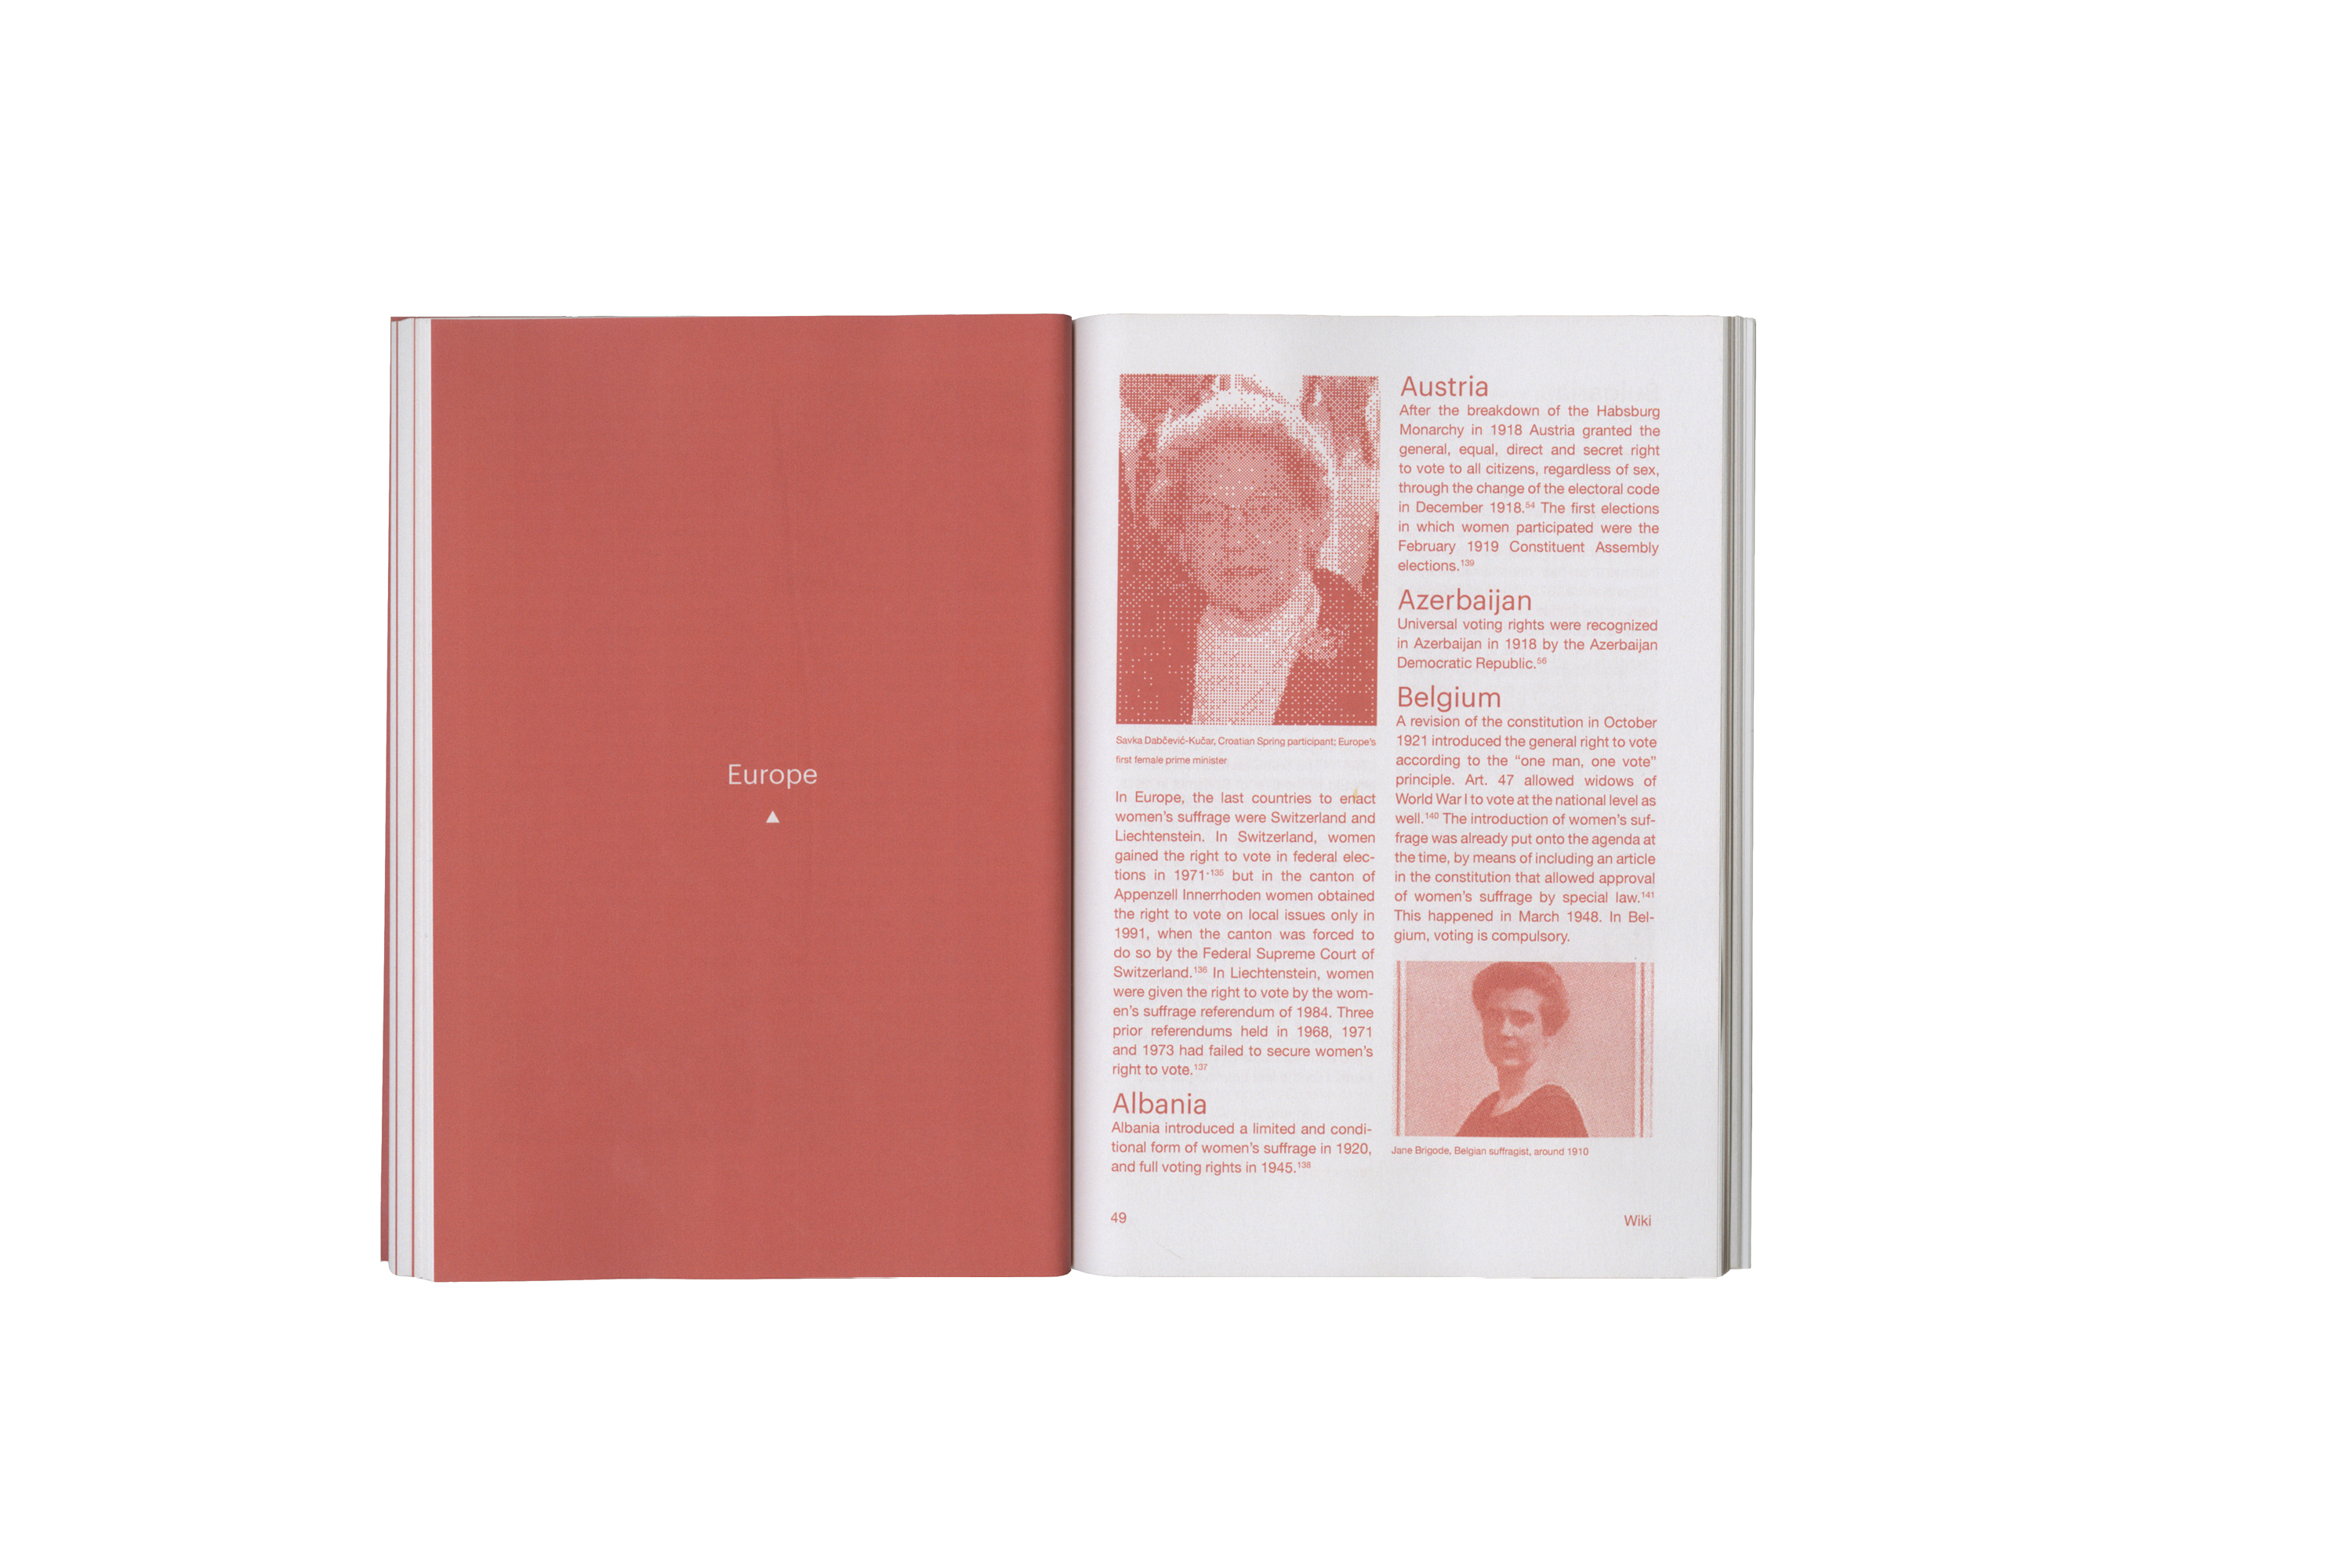 Europe
▲
Savka Dabčević-Kučar, Croatian Spring participant; Europe's
first female prime minister
In Europe, the last countries to enact
women's suffrage were Switzerland and
Liechtenstein. In Switzerland, women
gained the right to vote in federal elec-
tions in 1971·135 but in the canton of
Appenzell Innerrhoden women obtained
the right to vote on local issues only in
1991, when the canton was forced to
do so by the Federal Supreme Court of
Switzerland.136 In Liechtenstein, women
were given the right to vote by the wom-
en's suffrage referendum of 1984. Three
prior referendums held in 1968, 1971
and 1973 had failed to secure women's
right to vote.137
Albania
Albania introduced a limited and condi-
tional form of women's suffrage in 1920,
and full voting rights in 1945.138
Austria
After the breakdown of the Habsburg
Monarchy in 1918 Austria granted the
general, equal, direct and secret right
to vote to all citizens, regardless of sex,
through the change of the electoral code
in December 1918.54 The first elections
in which women participated were the
February 1919 Constituent Assembly
elections.139
Azerbaijan
Universal voting rights were recognized
in Azerbaijan in 1918 by the Azerbaijan
Democratic Republic.56
Belgium
A revision of the constitution in October
1921 introduced the general right to vote
according to the “one man, one vote”
principle. Art. 47 allowed widows of
World War I to vote at the national level as
well.140 The introduction of women's suf-
frage was already put onto the agenda at
the time, by means of including an article
in the constitution that allowed approval
of women's suffrage by special law.141
This happened in March 1948. In Bel-
gium, voting is compulsory.
Jane Brigode, Belgian suffragist, around 1910
49
Wiki